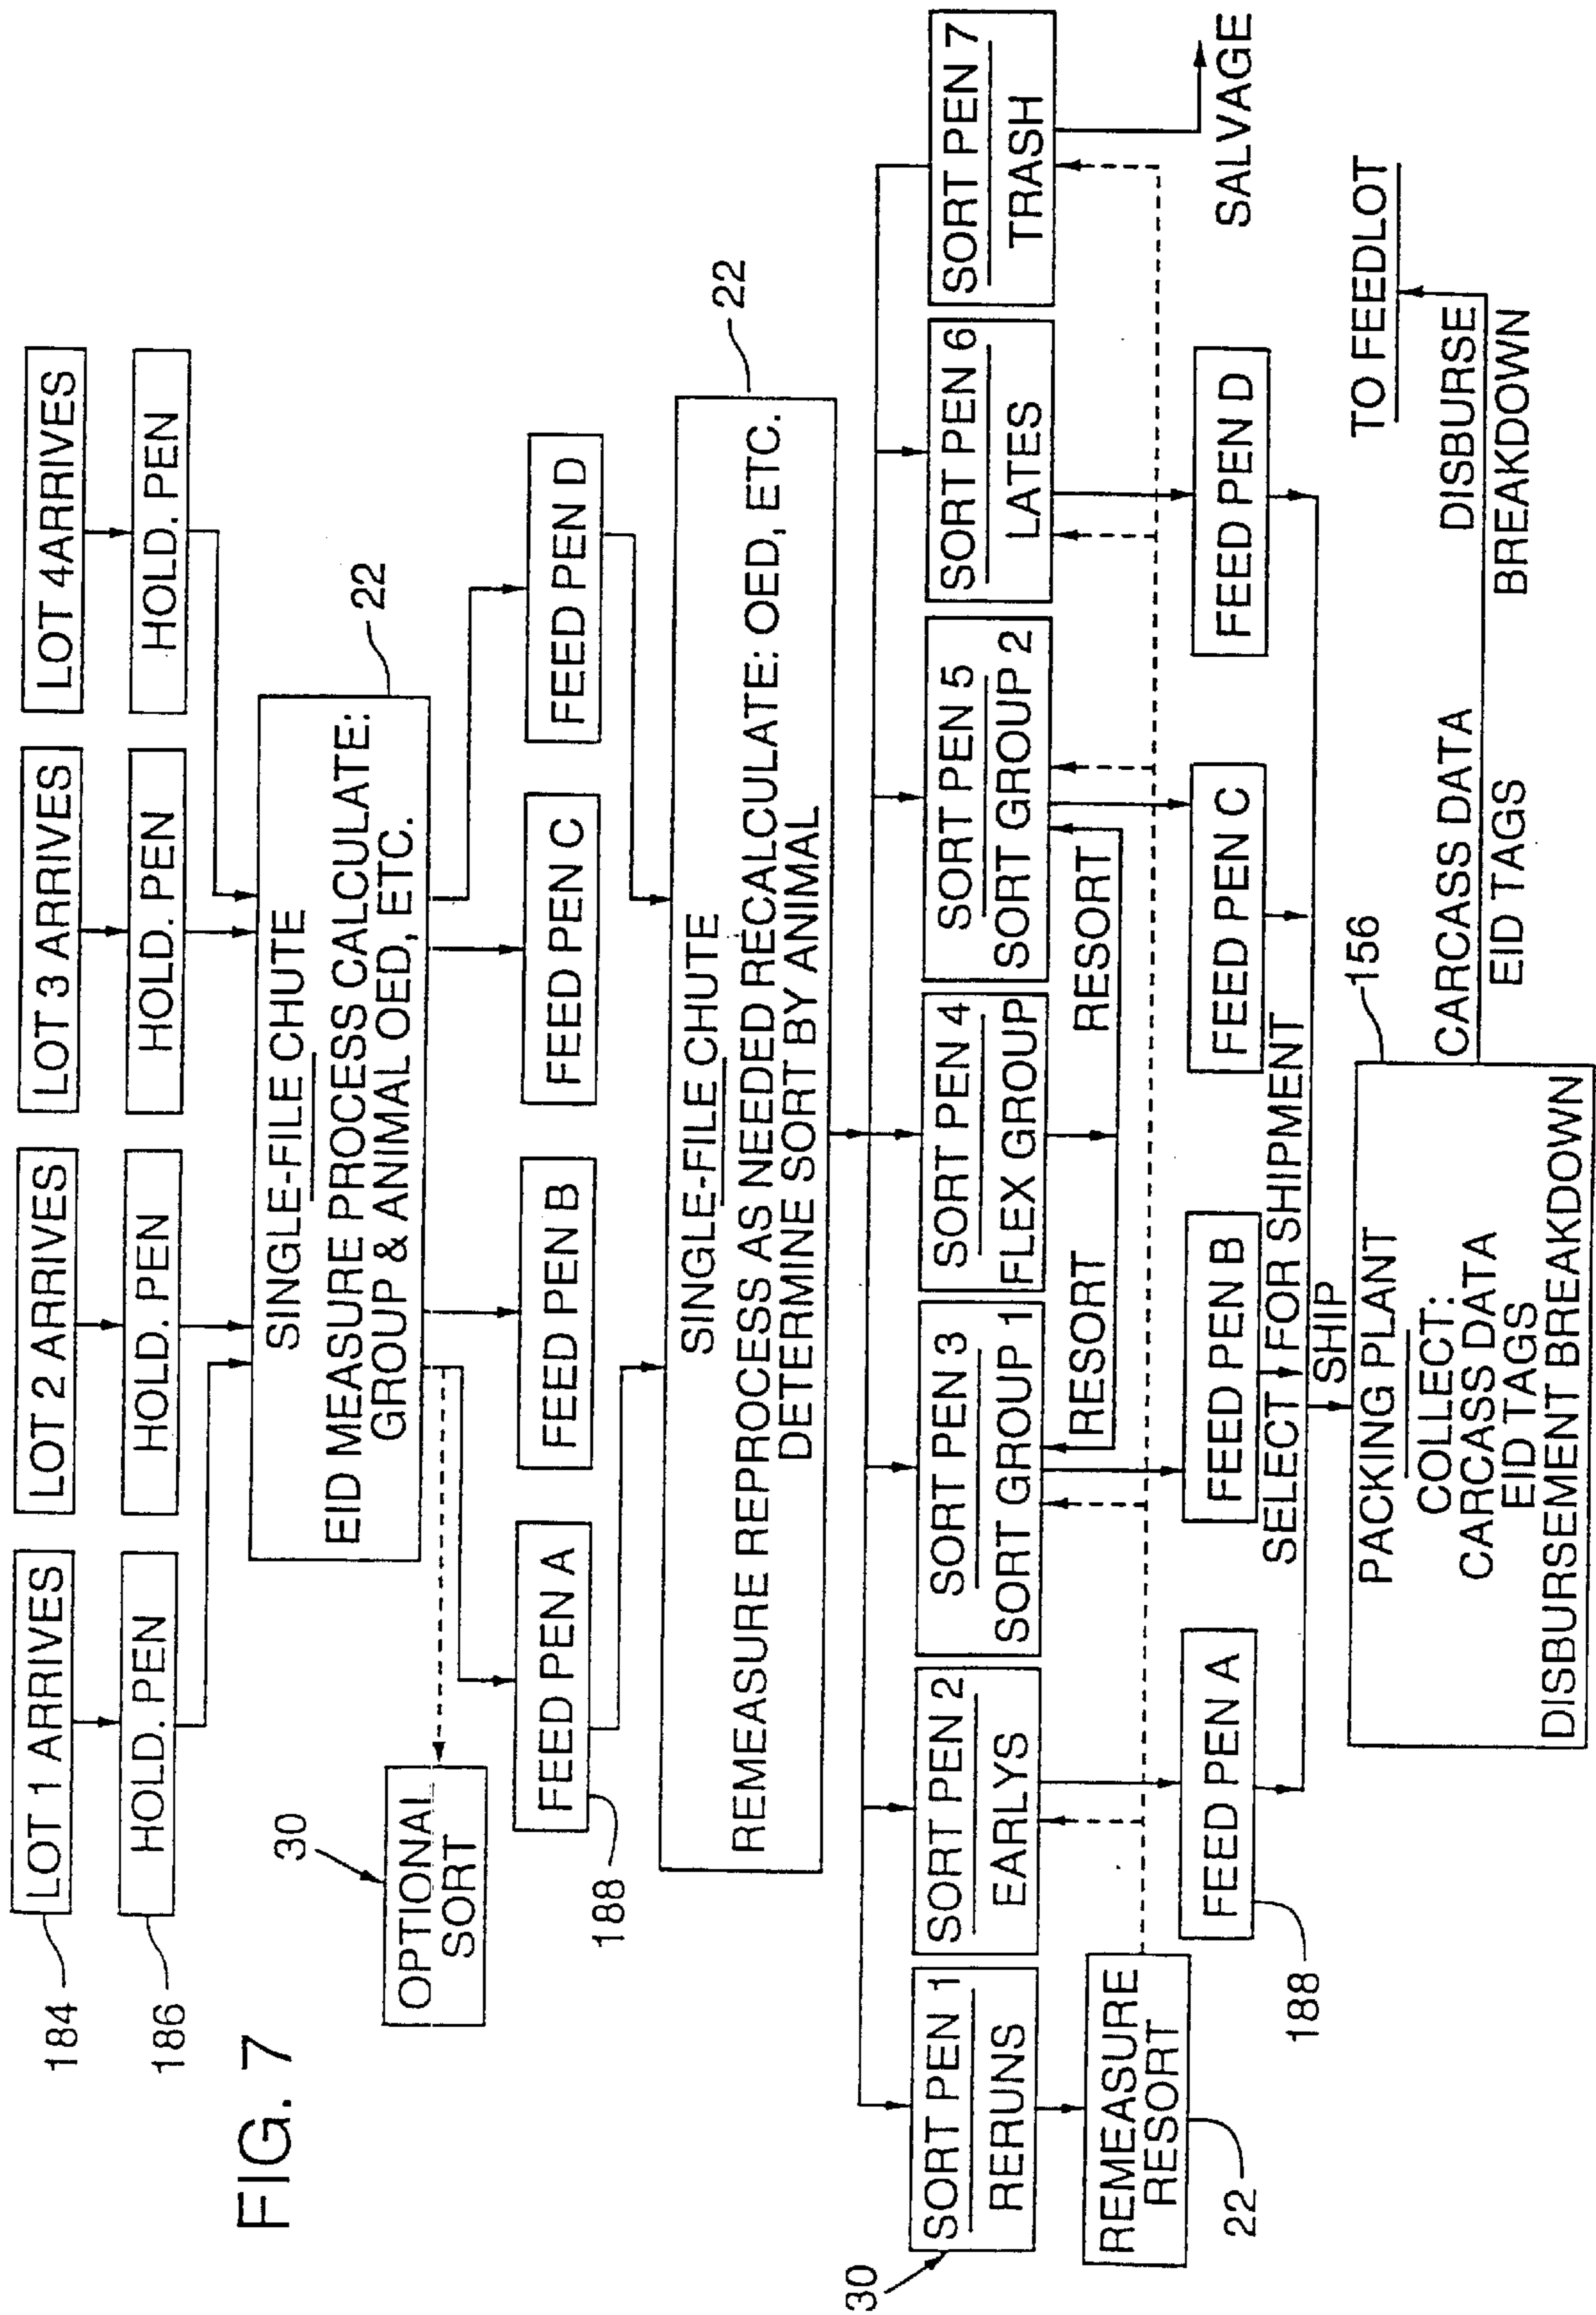 FIG. 7
184
LOT 1 ARRIVES
LOT 2 ARRIVES
LOT 3 ARRIVES
LOT 4ARRIVES
186
HOLD. PEN
HOLD. PEN
HOLD. PEN
HOLD. PEN
SINGLE-FILE CHUTE
EID MEASURE PROCESS CALCULATE:
GROUP & ANIMAL OED, ETC.
22
30
OPTIONAL
SORT
FEED PEN A
FEED PEN B
FEED PEN C
FEED PEN D
188
SINGLE-FILE CHUTE
REMEASURE REPROCESS AS NEEDED RECALCULATE: OED, ETC.
DETERMINE SORT BY ANIMAL
22
30
SORT PEN 1
RERUNS
SORT PEN 2
EARLYS
SORT PEN 3
SORT GROUP 1
SORT PEN 4
FLEX GROUP
SORT PEN 5
SORT GROUP 2
SORT PEN 6
LATES
SORT PEN 7
TRASH
RESORT
RESORT
REMEASURE
RESORT
22
SALVAGE
FEED PEN A
FEED PEN B
FEED PEN C
FEED PEN D
188
SELECT FOR SHIPMENT
SHIP
156
PACKING PLANT
COLLECT:
CARCASS DATA
EID TAGS
DISBURSEMENT BREAKDOWN
CARCASS DATA
EID TAGS
DISBURSE
BREAKDOWN
TO FEEDLOT